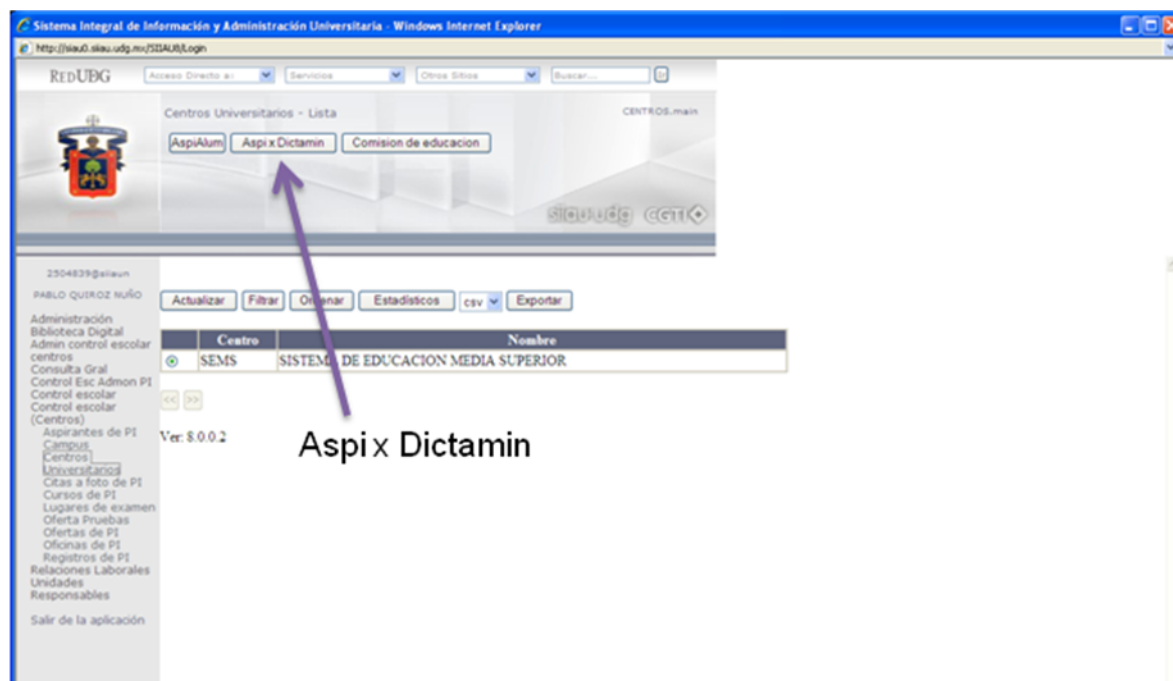 Sistema Integral de Información y Administración Universitaria - Windows Internet Explorer
http://siau0.siiau.udg.mx/SIIAU8/Login
REDUDG Acceso Directo a: Servicios Otros Sitios Buscar... Ir
Centros Universitarios - Lista CENTROS.main
AspiAlum Aspi x Dictamin Comision de educacion
siiau:udg CGTI
2504839@siiaun
PABLO QUIROZ NUÑO
Actualizar Filtrar Ordenar Estadísticos csv Exportar
Centro Nombre
SEMS SISTEMA DE EDUCACION MEDIA SUPERIOR
<< >>
Ver: 8.0.0.2
Administración
Biblioteca Digital
Admin control escolar
centros
Consulta Gral
Control Esc Admon PI
Control escolar
Control escolar
(Centros)
Aspirantes de PI
Campus
Centros
Universitarios
Citas a foto de PI
Cursos de PI
Lugares de examen
Oferta Pruebas
Ofertas de PI
Oficinas de PI
Registros de PI
Relaciones Laborales
Unidades
Responsables
Salir de la aplicación
Aspi x Dictamin